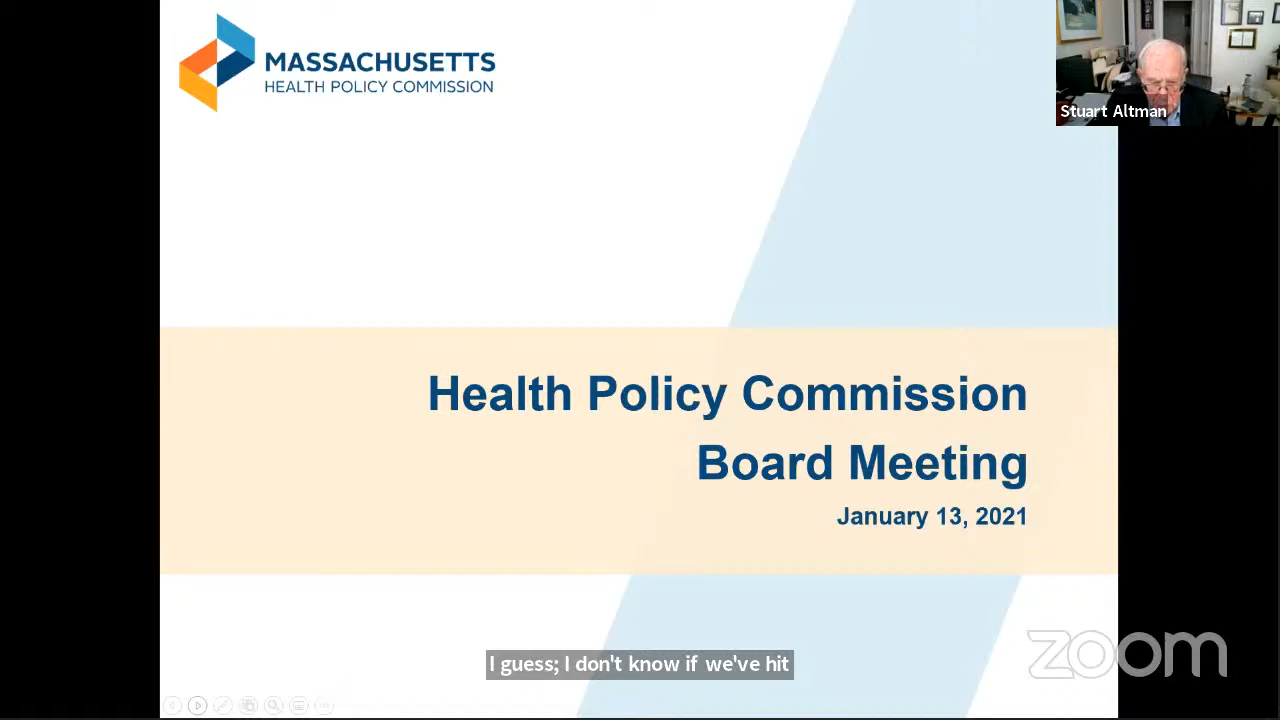 MASSACHUSETTS
HEALTH POLICY COMMISSION
Stuart Altman
Health Policy Commission
Board Meeting
January 13, 2021
I guess; I don't know if we've hit
zoom